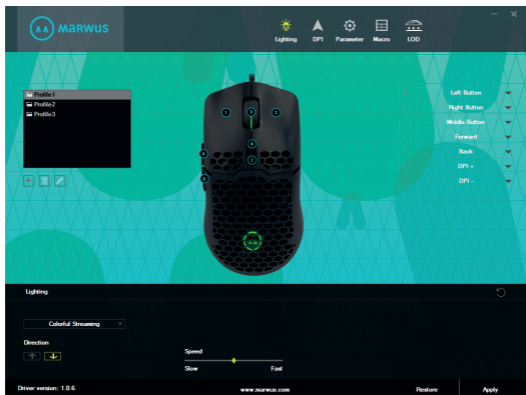 MARWUS
Lighting DPI Parameter Macro LOD
Profile1
Profile2
Profile3
Left Button
Right Button
Middle Button
Forward
Back
DPI +
DPI -
Lighting
Colorful Streaming
Direction
Speed
Slow Fast
Driver version: 1.0.6 www.marwus.com Restore Apply